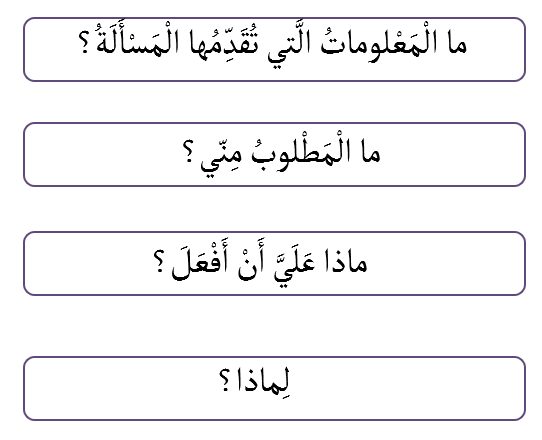 ما الْمَعْلوماتُ الَّتي تُقَدِّمُها الْمَسْأَلَةُ؟
ما الْمَطْلوبُ مِنّي؟
ماذا عَلَيَّ أَنْ أَفْعَلَ؟
لِماذا؟